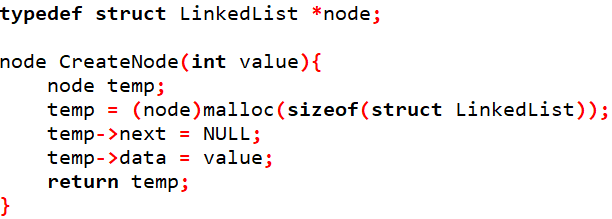 typedef struct LinkedList *node;
node CreateNode(int value){
    node temp;
    temp = (node)malloc(sizeof(struct LinkedList));
    temp->next = NULL;
    temp->data = value;
    return temp;
}